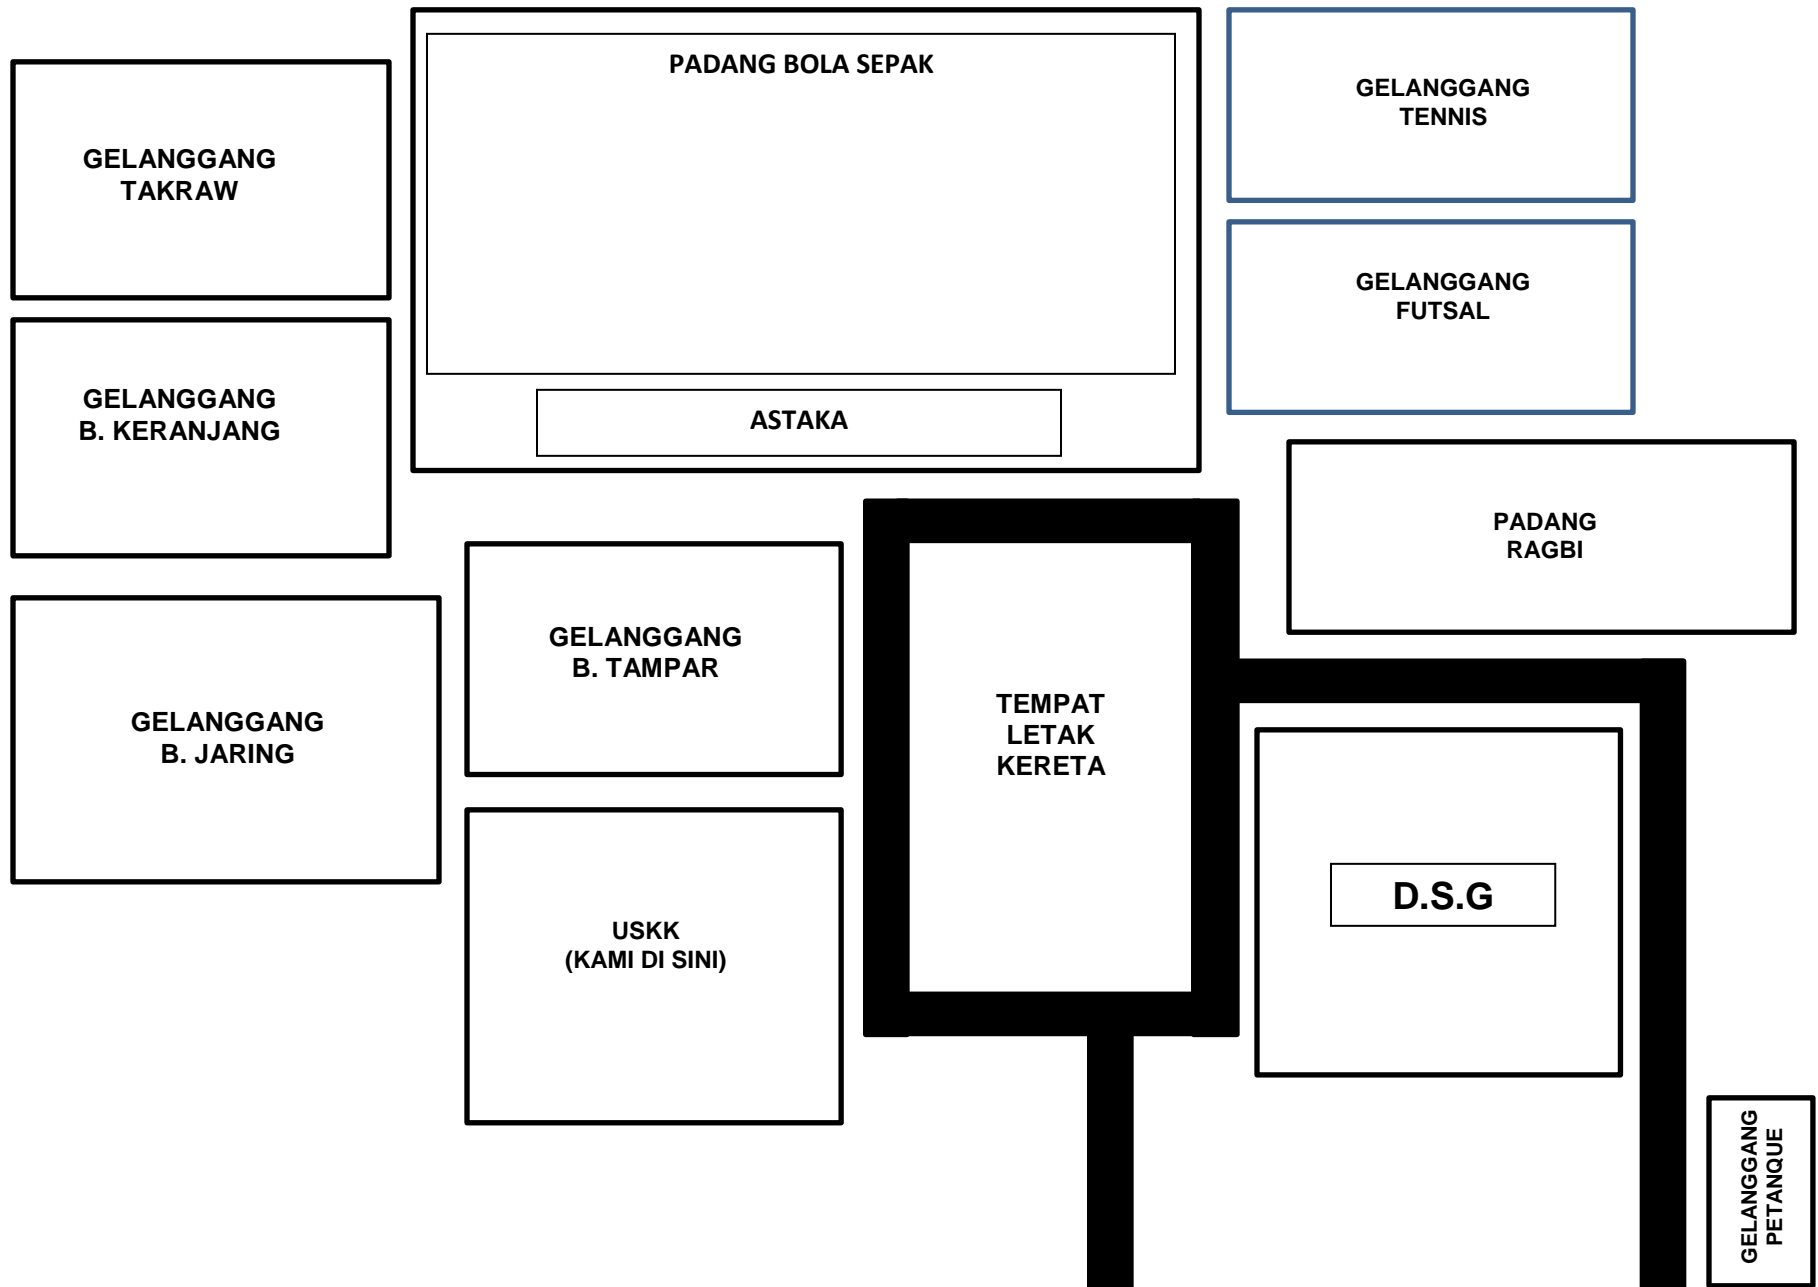 PADANG BOLA SEPAK
GELANGGANG
TENNIS
GELANGGANG
TAKRAW
GELANGGANG
FUTSAL
GELANGGANG
B. KERANJANG
ASTAKA
PADANG
RAGBI
GELANGGANG
B. TAMPAR
GELANGGANG
B. JARING
TEMPAT
LETAK
KERETA
D.S.G
USKK
(KAMI DI SINI)
GELANGGANG
PETANQUE